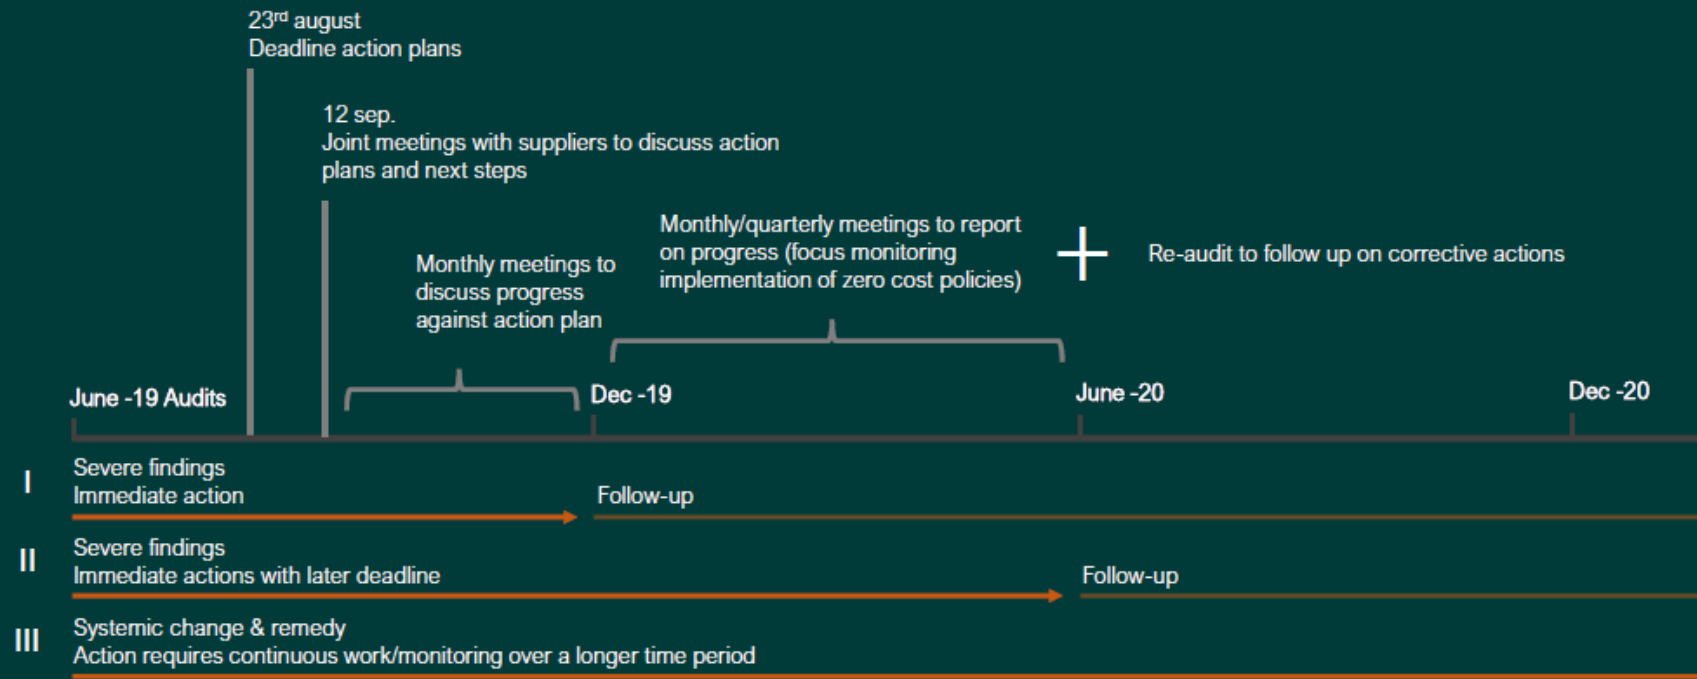 23rd august
Deadline action plans
12 sep.
Joint meetings with suppliers to discuss action
plans and next steps
Monthly meetings to
discuss progress
against action plan
Monthly/quarterly meetings to report
on progress (focus monitoring
implementation of zero cost policies)
+
Re-audit to follow up on corrective actions
June -19 Audits
Dec -19
June -20
Dec -20
I
Severe findings
Immediate action
Follow-up
II
Severe findings
Immediate actions with later deadline
Follow-up
III
Systemic change & remedy
Action requires continuous work/monitoring over a longer time period